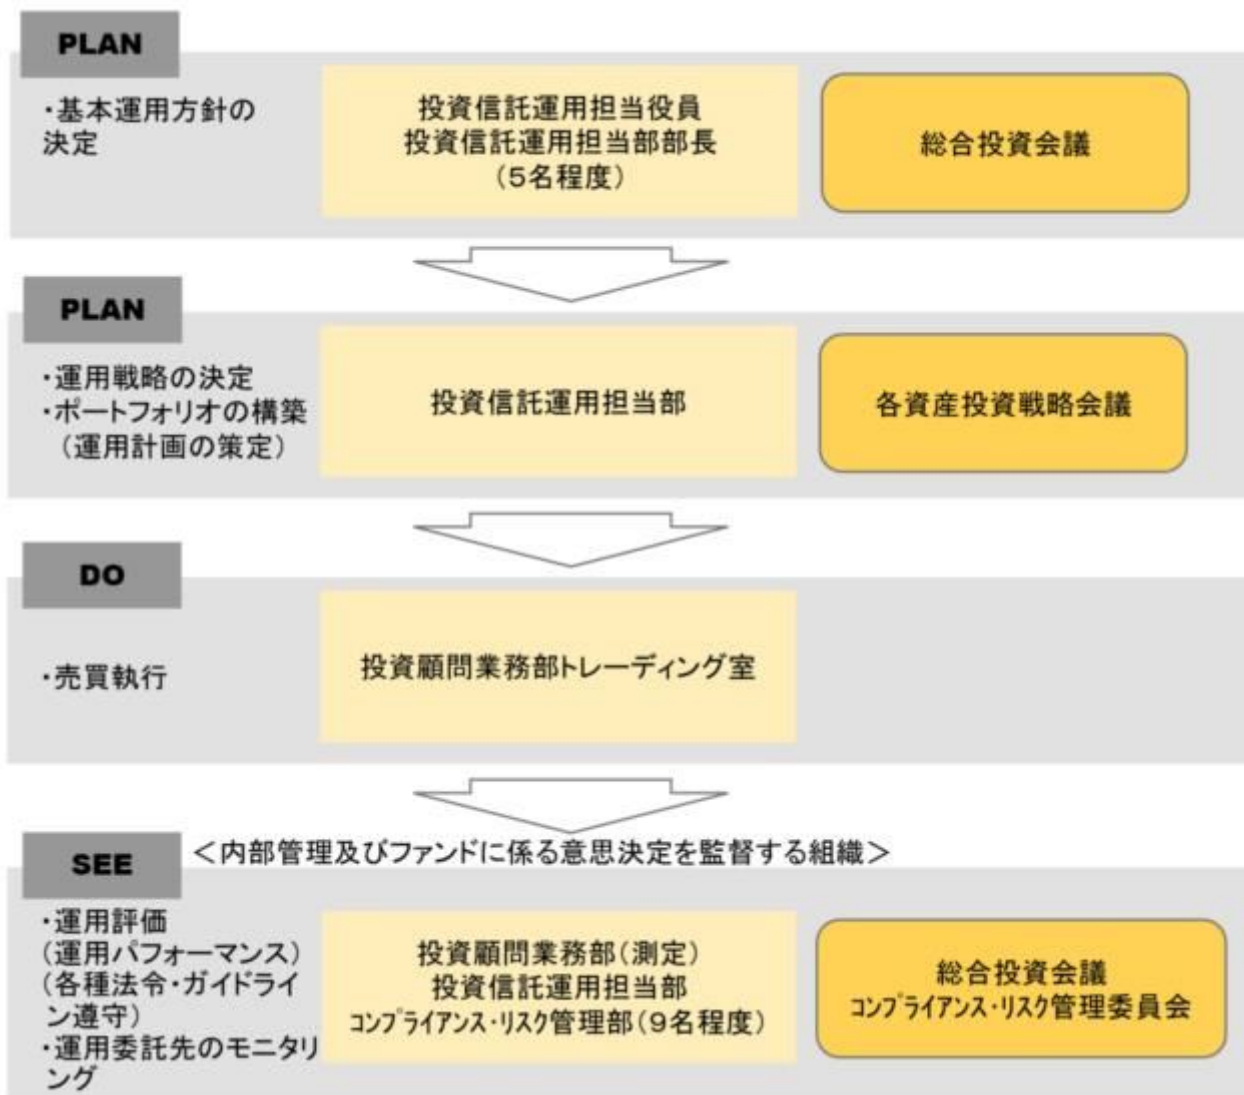 PLAN
・基本運用方針の
決定
投資信託運用担当役員
投資信託運用担当部部長
（５名程度）
総合投資会議
PLAN
・運用戦略の決定
・ポートフォリオの構築
（運用計画の策定）
投資信託運用担当部
各資産投資戦略会議
DO
・売買執行
投資顧問業務部トレーディング室
SEE
＜内部管理及びファンドに係る意思決定を監督する組織＞
・運用評価
（運用パフォーマンス）
（各種法令・ガイドライ
ン遵守）
・運用委託先のモニタリ
ング
投資顧問業務部（測定）
投資信託運用担当部
ｺﾝﾌﾟﾗｲｱﾝｽ・ﾘｽｸ管理部（９名程度）
総合投資会議
ｺﾝﾌﾟﾗｲｱﾝｽ・ﾘｽｸ管理委員会